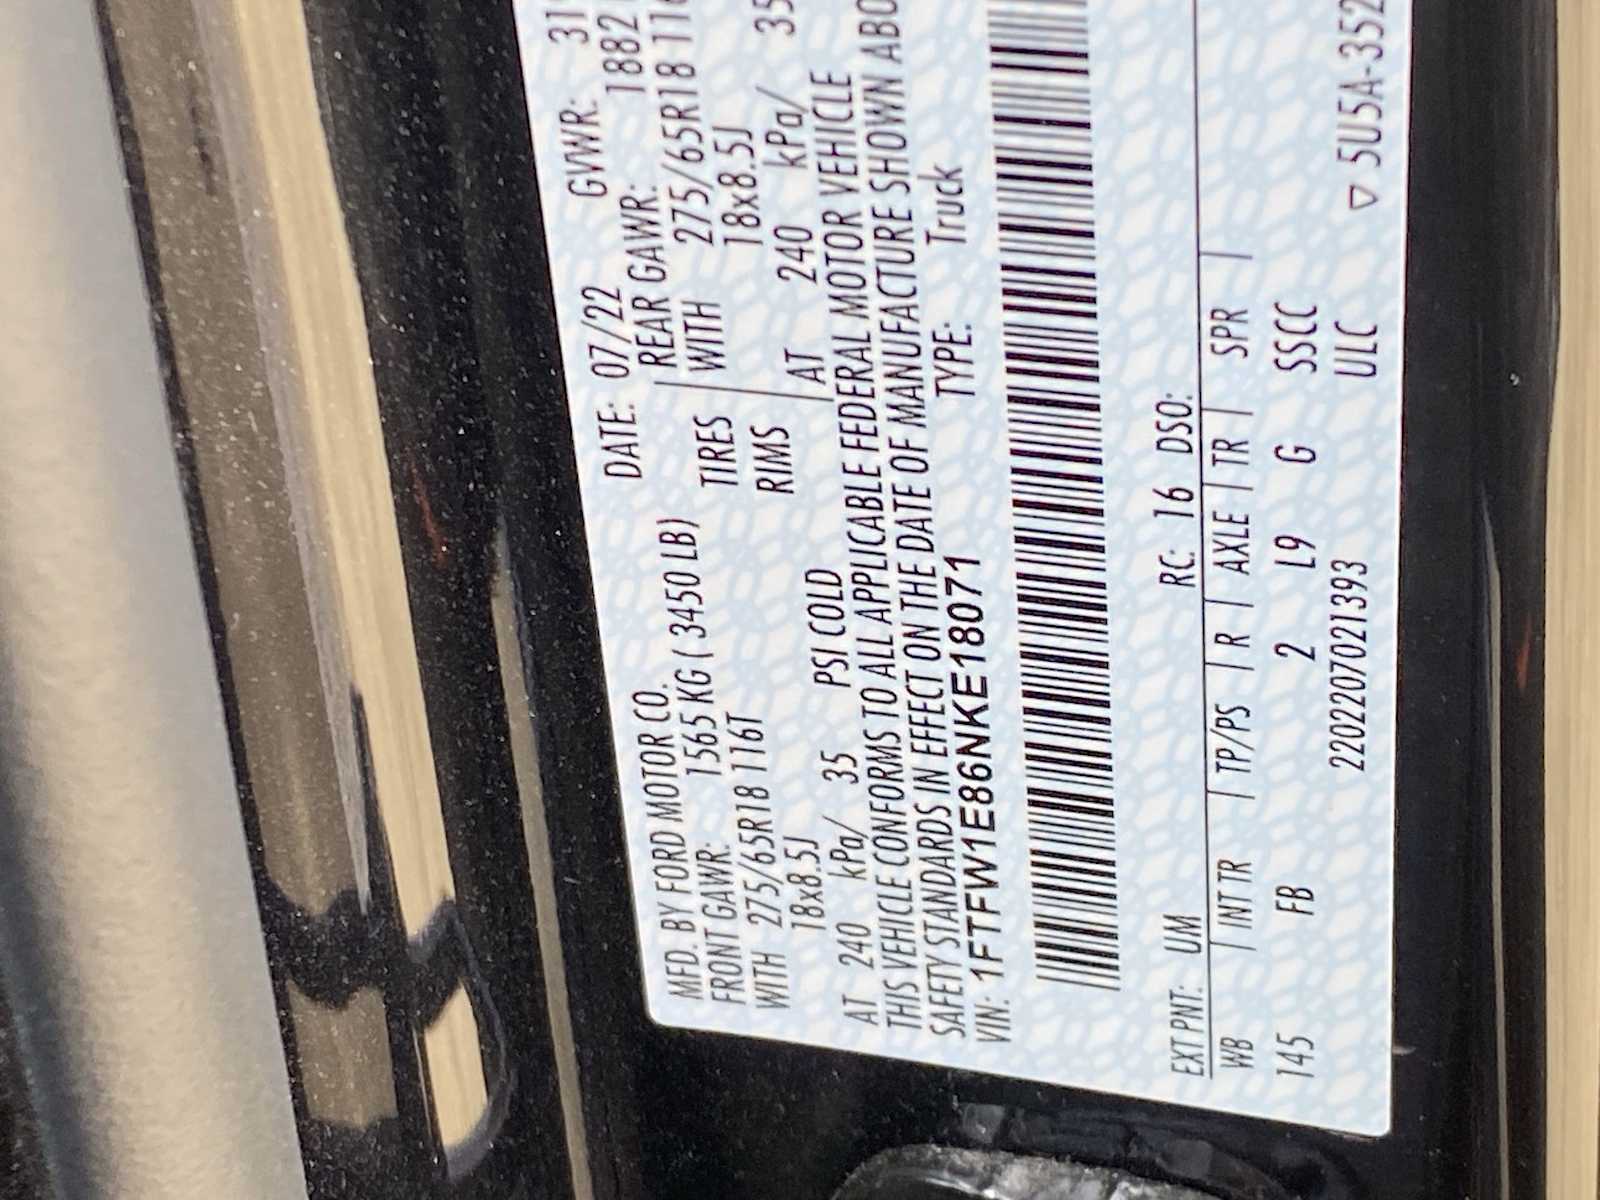 MFD. BY FORD MOTOR CO. DATE: 07/22 GVWR:
FRONT GAWR: 1565 KG ( 3450 LB) REAR GAWR: 1882
WITH 275/65R18 116T TIRES WITH 275/65R18
18x8.5J RIMS 18x8.5J
AT 240 kPa/ 35 PSI COLD AT 240 kPa/ 35
THIS VEHICLE CONFORMS TO ALL APPLICABLE FEDERAL MOTOR VEHICLE
SAFETY STANDARDS IN EFFECT ON THE DATE OF MANUFACTURE SHOWN
VIN: 1FTFW1E86NKE18071 TYPE: Truck
EXT PNT: UM RC: 16 DSO:
WB | INT TR | TP/PS | R | AXLE | TR | SPR |
145 FB 2 L9 G SSCC
220220707021393 ULC ▽ 5U5A-352